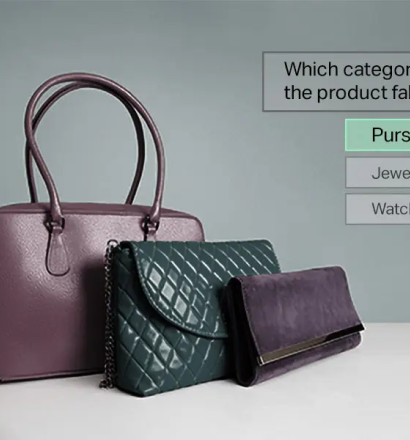 Which categor
the product fal
Purs
Jewe
Watch